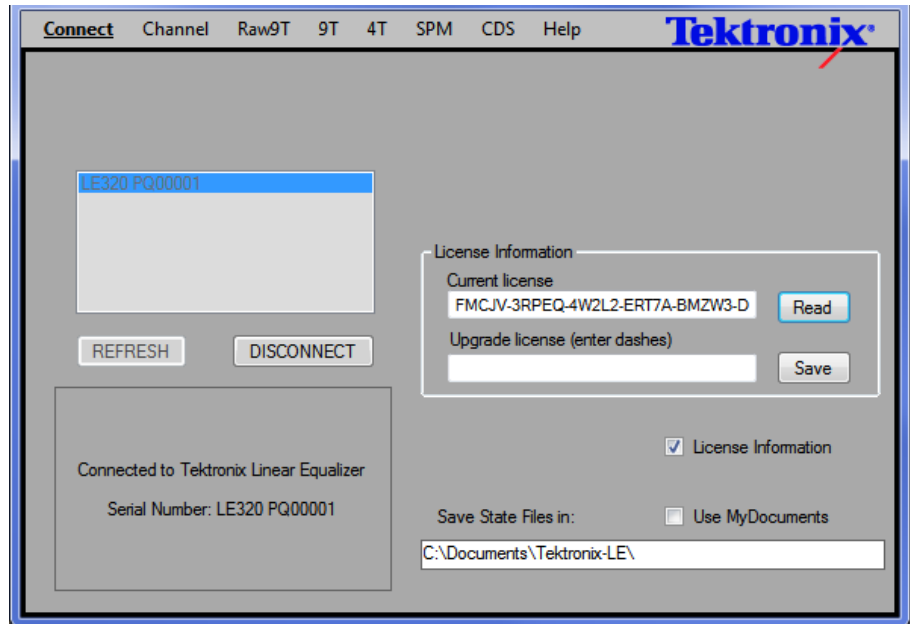 Connect Channel Raw9T 9T 4T SPM CDS Help Tektronix®
LE320 PQ00001
REFRESH DISCONNECT
Connected to Tektronix Linear Equalizer
Serial Number: LE320 PQ00001
License Information
Current license
FMCJV-3RPEQ-4W2L2-ERT7A-BMZW3-D Read
Upgrade license (enter dashes)
Save
License Information
Save State Files in: Use MyDocuments
C:\Documents\Tektronix-LE\